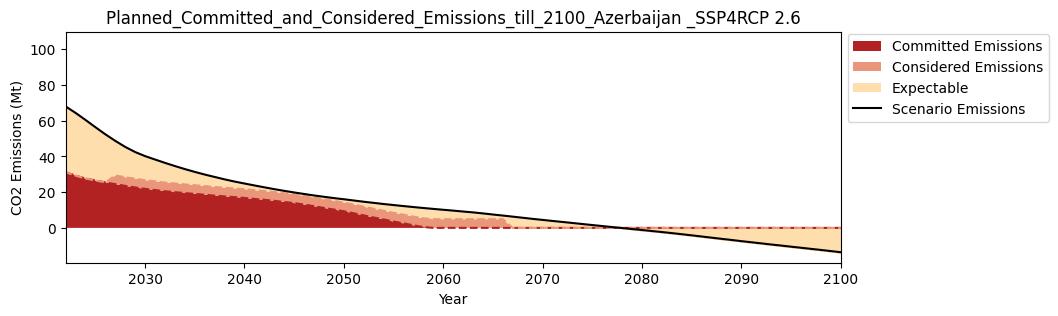 Planned_Committed_and_Considered_Emissions_till_2100_Azerbaijan _SSP4RCP 2.6
Committed Emissions
Considered Emissions
Expectable
Scenario Emissions
CO2 Emissions (Mt)
100
80
60
40
20
0
2030 2040 2050 2060 2070 2080 2090 2100
Year